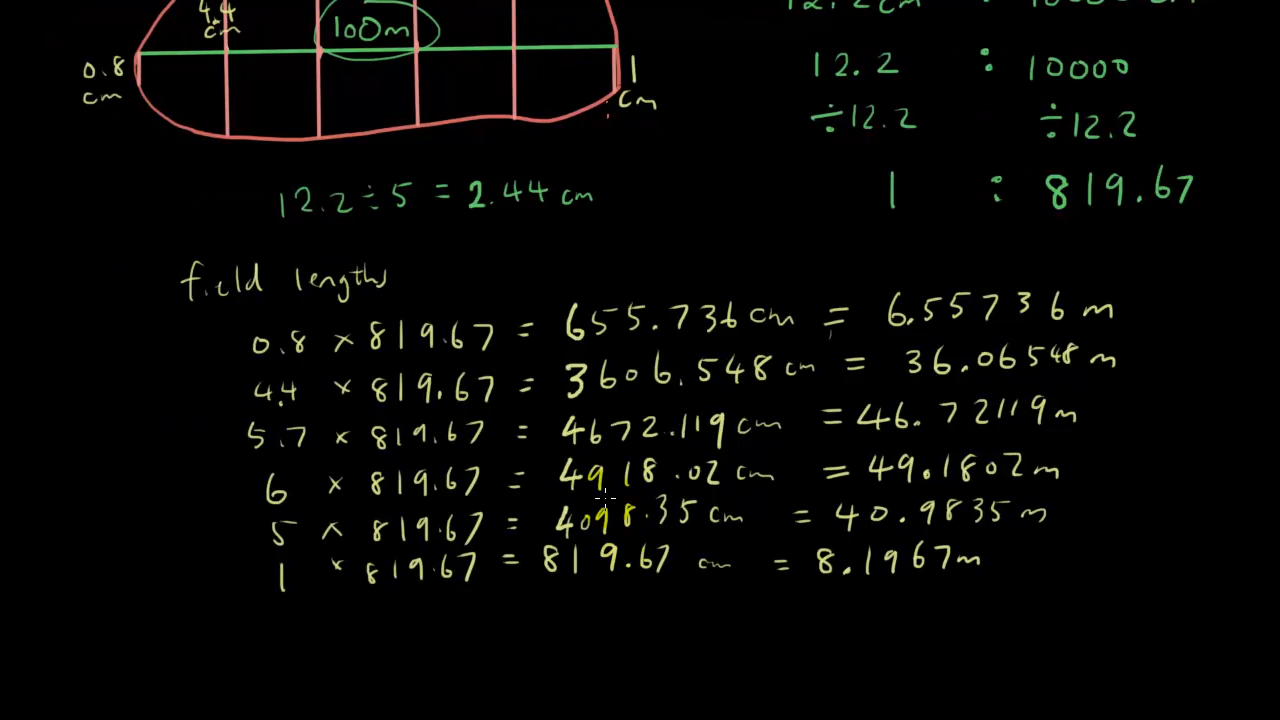 4.4
cm
100m
0.8
cm
1
cm
12.2cm : 10000 cm
12.2 : 10000
÷12.2 ÷12.2
1 : 819.67
12.2 ÷ 5 = 2.44 cm
field lengths
0.8 × 819.67 = 655.736 cm = 6.55736 m
4.4 × 819.67 = 3606.548 cm = 36.06548 m
5.7 × 819.67 = 4672.119 cm = 46.72119 m
6 × 819.67 = 4918.02 cm = 49.1802 m
5 × 819.67 = 4098.35 cm = 40.9835 m
1 × 819.67 = 819.67 cm = 8.1967 m